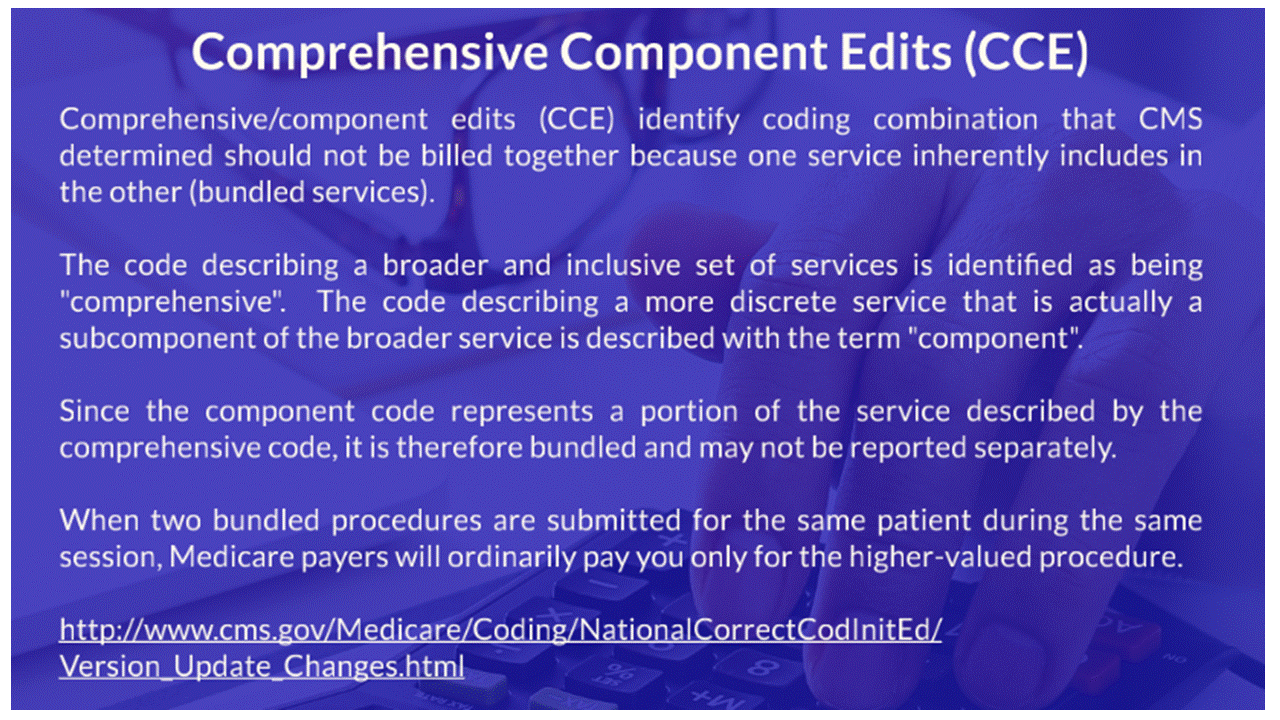 Comprehensive Component Edits (CCE)
Comprehensive/component edits (CCE) identify coding combination that CMS
determined should not be billed together because one service inherently includes in
the other (bundled services).
The code describing a broader and inclusive set of services is identified as being
"comprehensive". The code describing a more discrete service that is actually a
subcomponent of the broader service is described with the term "component".
Since the component code represents a portion of the service described by the
comprehensive code, it is therefore bundled and may not be reported separately.
When two bundled procedures are submitted for the same patient during the same
session, Medicare payers will ordinarily pay you only for the higher-valued procedure.
http://www.cms.gov/Medicare/Coding/NationalCorrectCodInitEd/
Version_Update_Changes.html